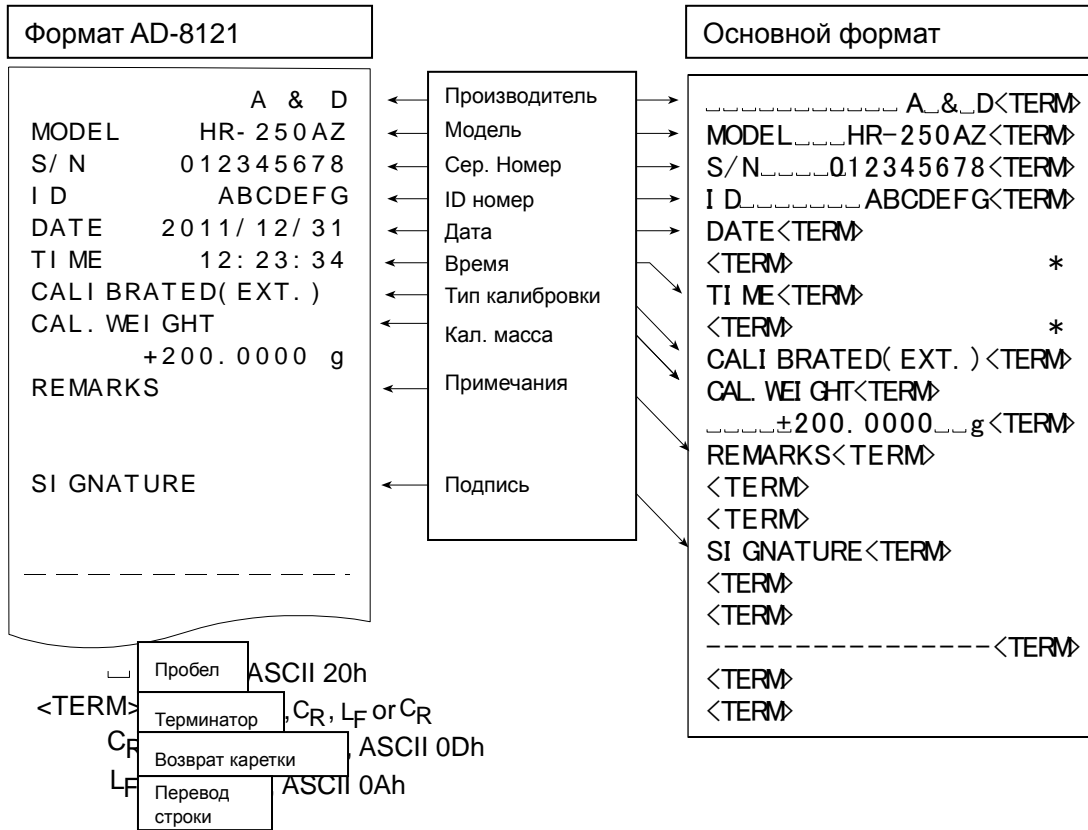 Формат AD-8121
A & D
MODEL HR-250AZ
S/N 012345678
ID ABCDEFG
DATE 2011/12/31
TIME 12:23:34
CALIBRATED(EXT.)
CAL.WEIGHT
+200.0000 g
REMARKS
SIGNATURE
Производитель
Модель
Сер. Номер
ID номер
Дата
Время
Тип калибровки
Кал. масса
Примечания
Подпись
Основной формат
␣␣␣␣␣␣␣␣␣␣␣A␣&␣D<TERM>
MODEL␣␣␣HR-250AZ<TERM>
S/N␣␣␣␣012345678<TERM>
ID␣␣␣␣␣␣␣ABCDEFG<TERM>
DATE<TERM>
<TERM> *
TIME<TERM>
<TERM> *
CALIBRATED(EXT.)<TERM>
CAL.WEIGHT<TERM>
␣␣␣␣+200.0000␣␣g<TERM>
REMARKS<TERM>
<TERM>
<TERM>
SIGNATURE<TERM>
<TERM>
<TERM>
----------------<TERM>
<TERM>
<TERM>
␣ Пробел ASCII 20h
<TERM> Терминатор , CR, LF or CR
CR Возврат каретки , ASCII 0Dh
LF Перевод строки , ASCII 0Ah